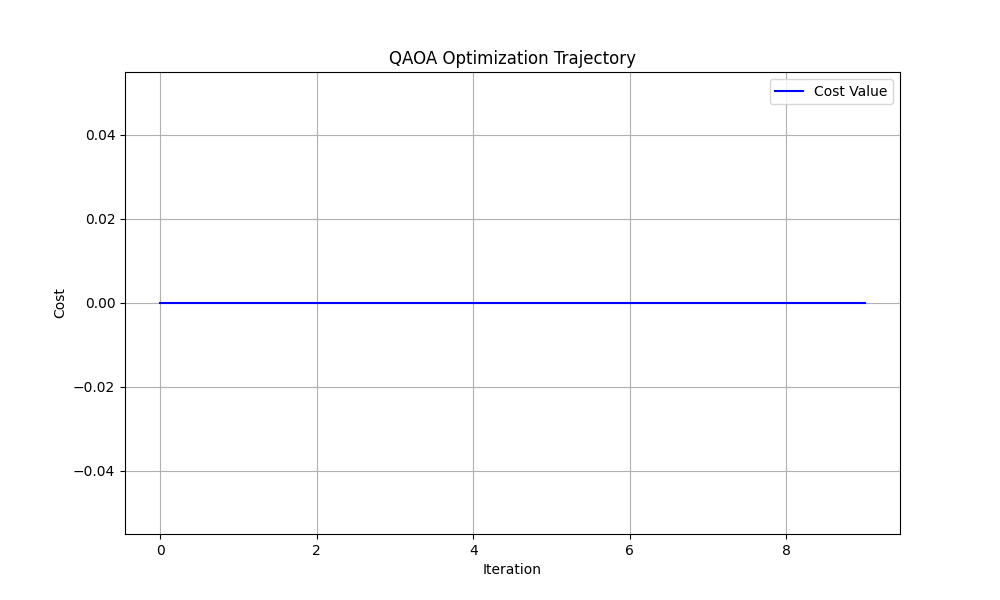 QAOA Optimization Trajectory
Cost Value
0.04
0.02
0.00
−0.02
−0.04
Cost
0 2 4 6 8
Iteration